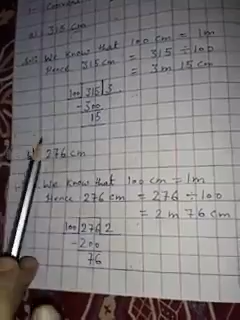 a) 315 cm
We know that 100 cm = 1m
Hence 315 cm = 315 ÷ 100
= 3 m 15 cm
100 315 3
-300
15
276 cm
We know that 100 cm = 1m
Hence 276 cm = 276 ÷ 100
= 2 m 76 cm
100 276 2
-200
76